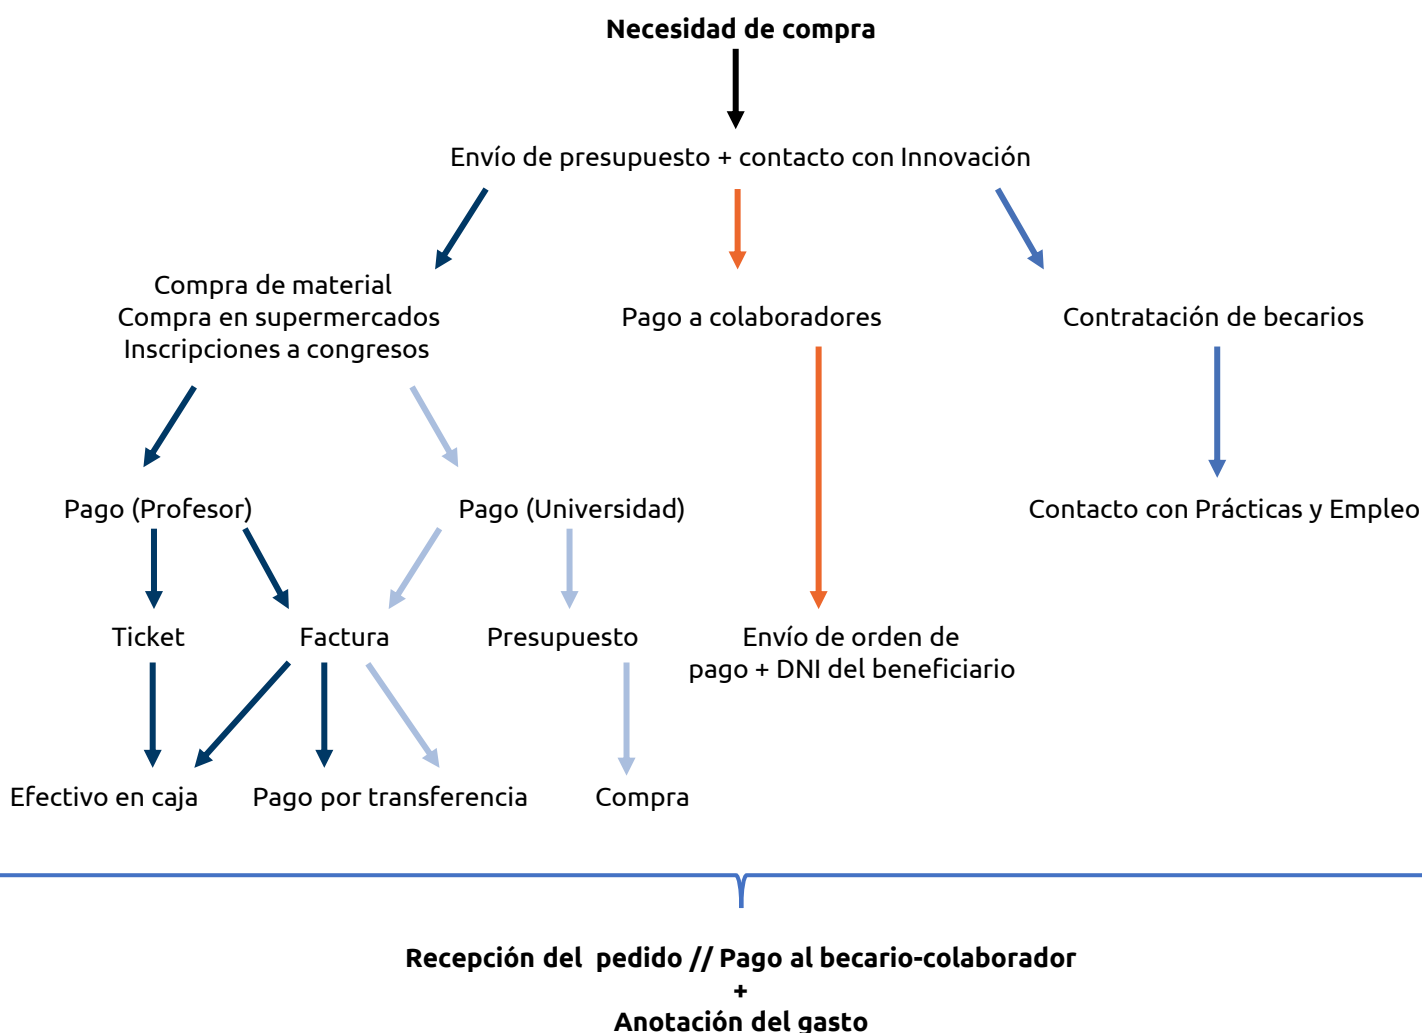 Necesidad de compra
Envío de presupuesto + contacto con Innovación
Compra de material
Compra en supermercados
Inscripciones a congresos
Pago a colaboradores
Contratación de becarios
Pago (Profesor)
Pago (Universidad)
Contacto con Prácticas y Empleo
Ticket
Factura
Presupuesto
Envío de orden de
pago + DNI del beneficiario
Efectivo en caja
Pago por transferencia
Compra
Recepción del pedido // Pago al becario-colaborador
+
Anotación del gasto